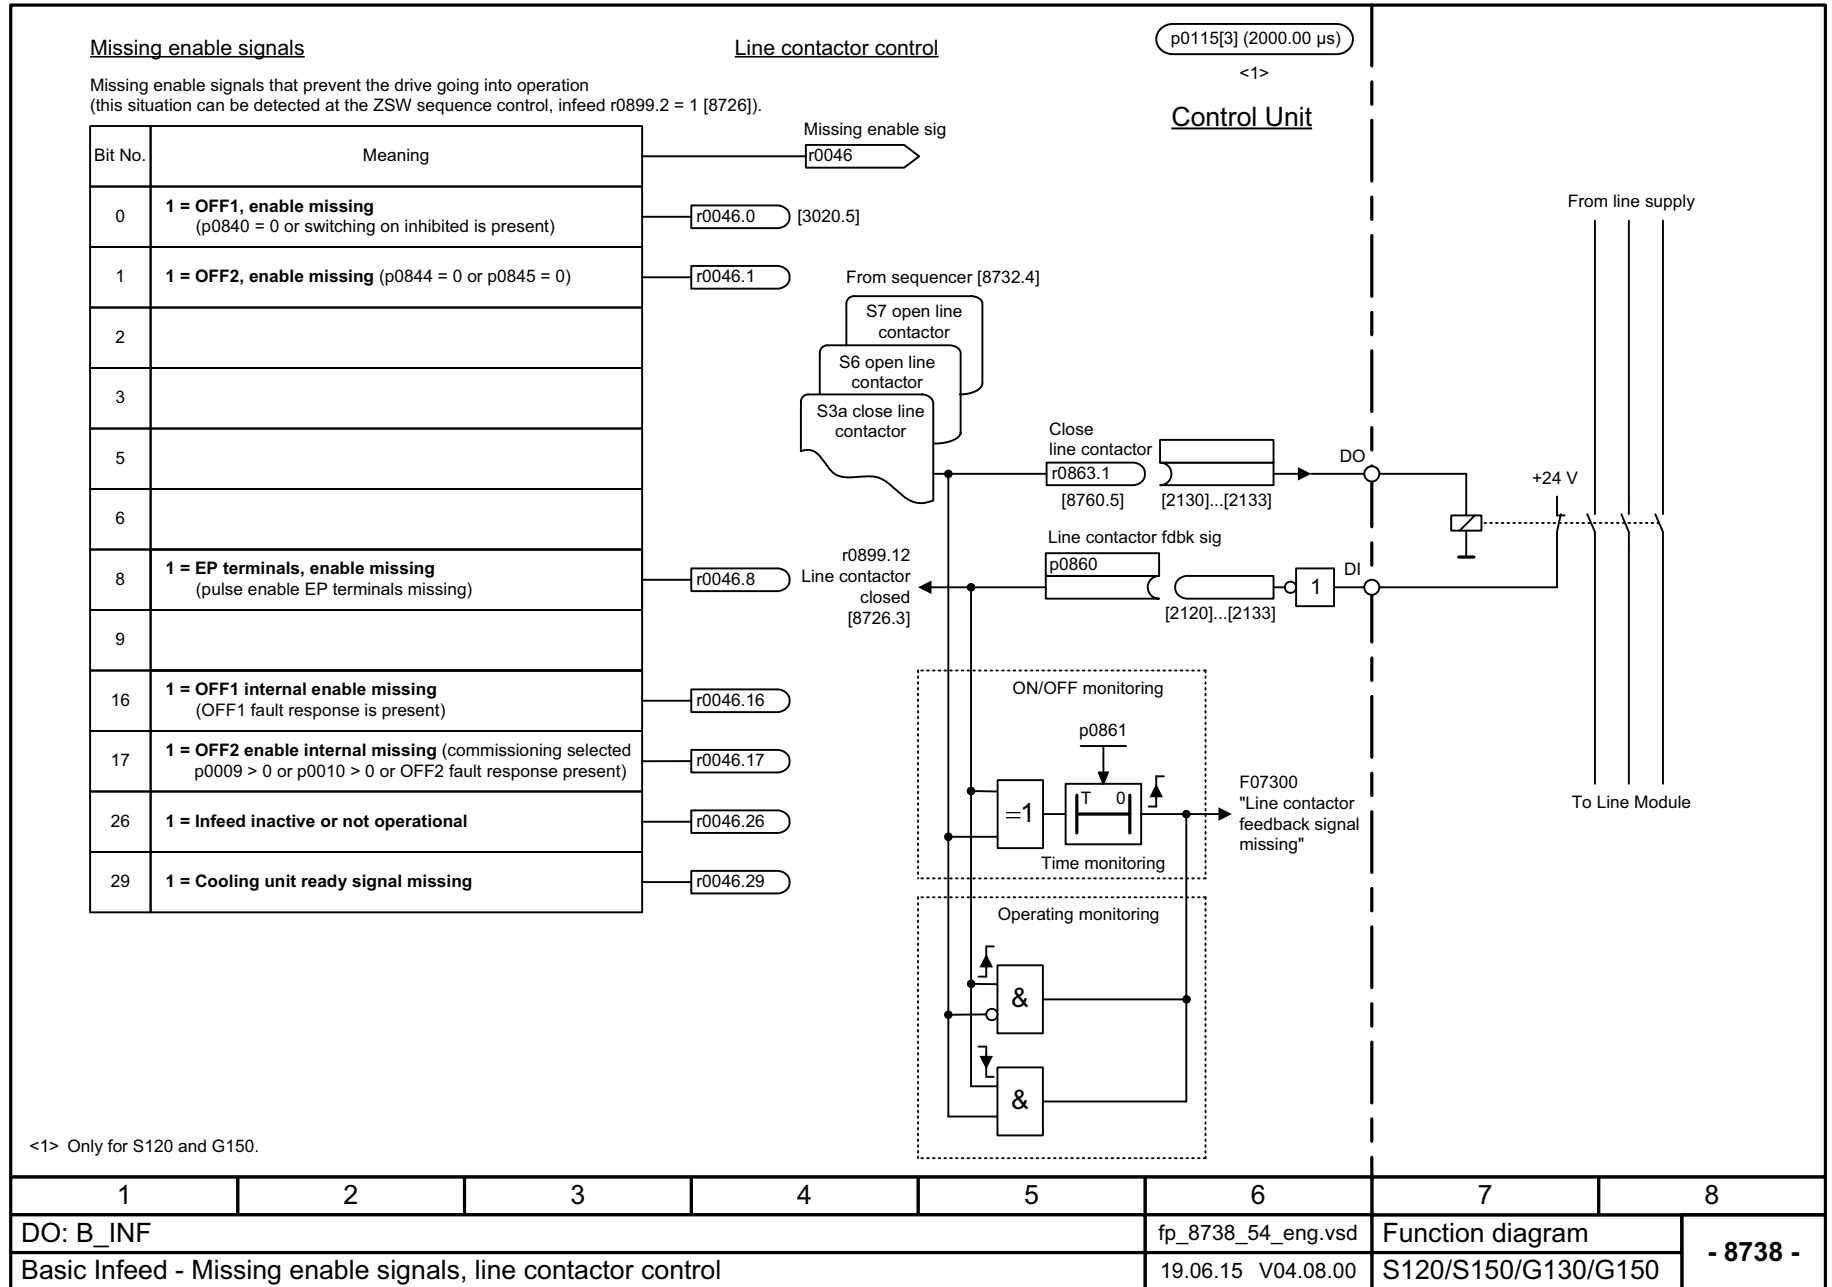 Missing enable signals
Missing enable signals that prevent the drive going into operation
(this situation can be detected at the ZSW sequence control, infeed r0899.2 = 1 [8726]).
Bit No.
Meaning
0
1 = OFF1, enable missing
(p0840 = 0 or switching on inhibited is present)
1
1 = OFF2, enable missing (p0844 = 0 or p0845 = 0)
2
3
5
6
8
1 = EP terminals, enable missing
(pulse enable EP terminals missing)
9
16
1 = OFF1 internal enable missing
(OFF1 fault response is present)
17
1 = OFF2 enable internal missing (commissioning selected
p0009 > 0 or p0010 > 0 or OFF2 fault response present)
26
1 = Infeed inactive or not operational
29
1 = Cooling unit ready signal missing
Missing enable sig
r0046
r0046.0
[3020.5]
r0046.1
r0046.8
r0046.16
r0046.17
r0046.26
r0046.29
Line contactor control
From sequencer [8732.4]
S7 open line
contactor
S6 open line
contactor
S3a close line
contactor
Close
line contactor
r0863.1
[8760.5]
[2130]...[2133]
DO
r0899.12
Line contactor
closed
[8726.3]
Line contactor fdbk sig
p0860
[2120]...[2133]
1
DI
ON/OFF monitoring
p0861
=1
T
0
Time monitoring
F07300
"Line contactor
feedback signal
missing"
Operating monitoring
&
&
p0115[3] (2000.00 µs)
<1>
Control Unit
From line supply
+24 V
To Line Module
<1> Only for S120 and G150.
1
2
3
4
5
6
7
8
DO: B_INF
fp_8738_54_eng.vsd
Function diagram
- 8738 -
Basic Infeed - Missing enable signals, line contactor control
19.06.15 V04.08.00
S120/S150/G130/G150